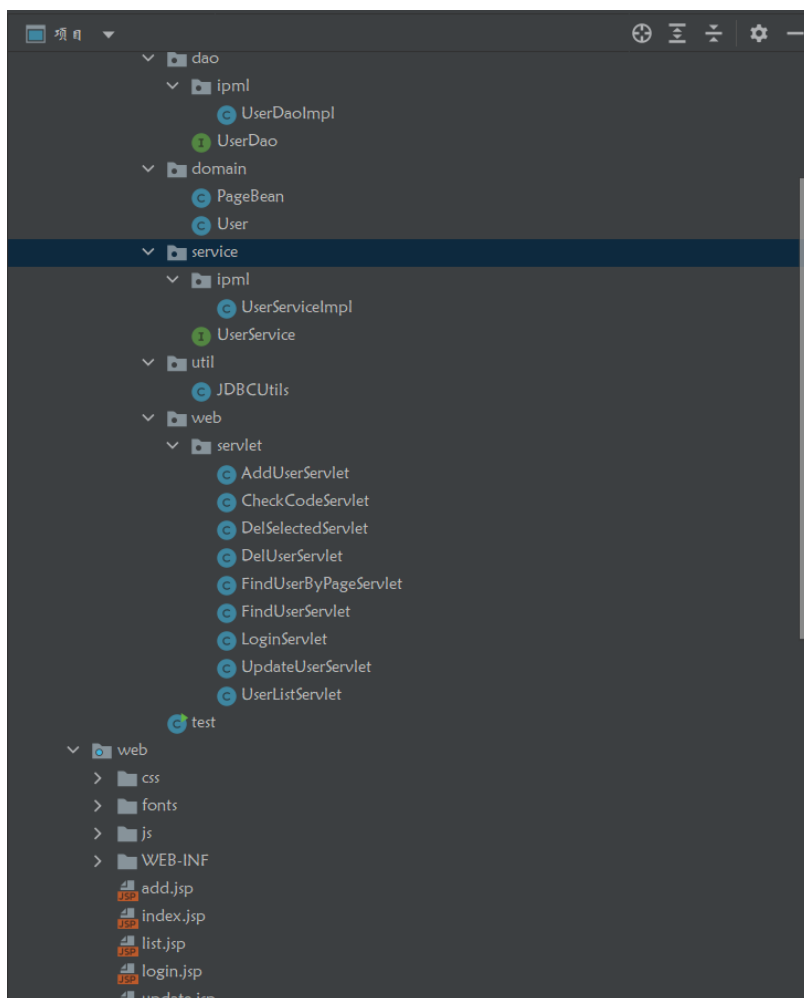 项目
dao
ipml
UserDaoImpl
UserDao
domain
PageBean
User
service
ipml
UserServiceImpl
UserService
util
JDBCUtils
web
servlet
AddUserServlet
CheckCodeServlet
DelSelectedServlet
DelUserServlet
FindUserByPageServlet
FindUserServlet
LoginServlet
UpdateUserServlet
UserListServlet
test
web
css
fonts
js
WEB-INF
add.jsp
index.jsp
list.jsp
login.jsp
update.jsp